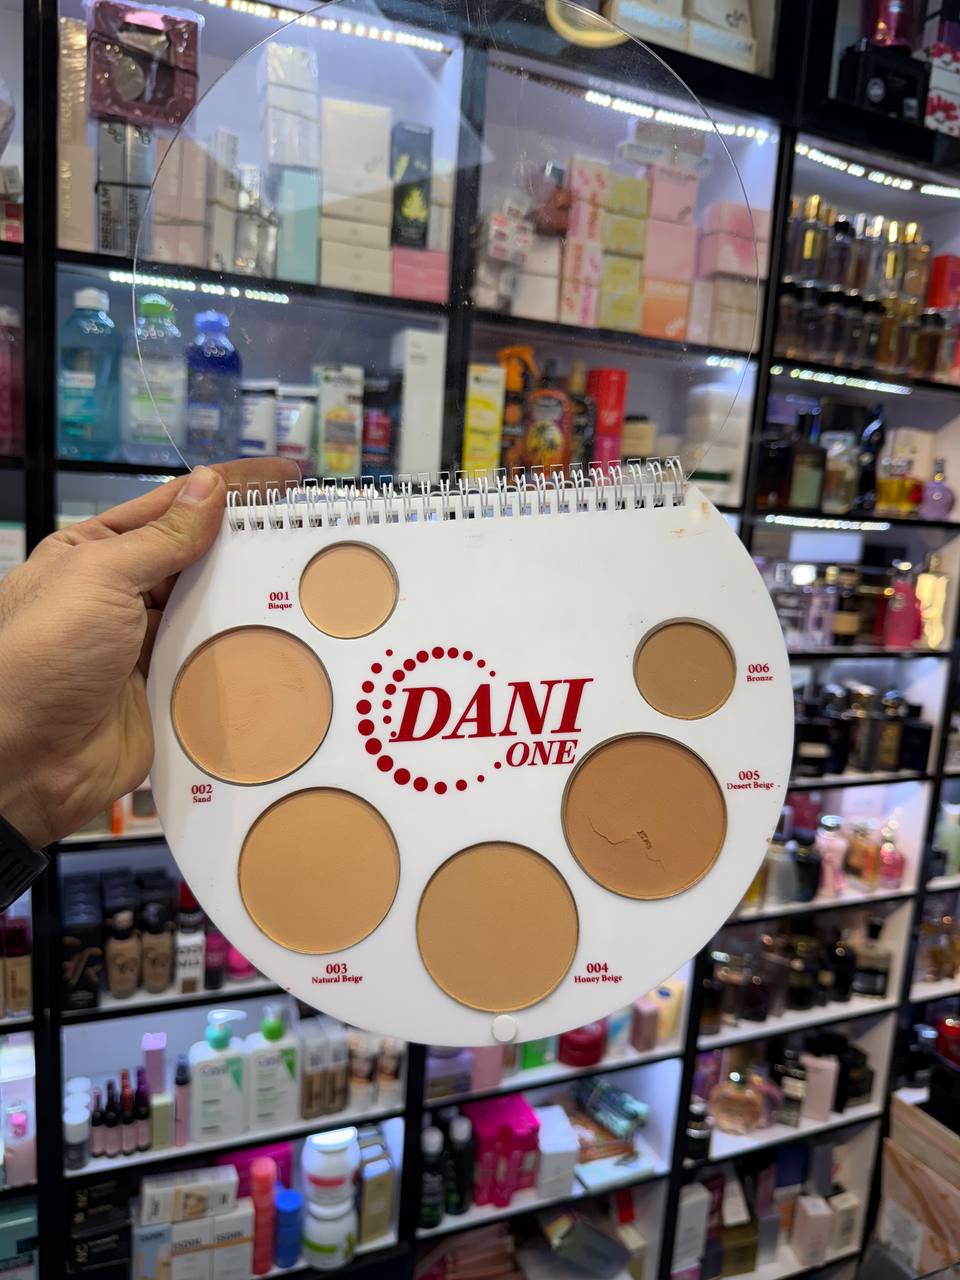 001
Bisque
002
Sand
003
Natural Beige
004
Honey Beige
005
Desert Beige
006
Bronze
DANI
.ONE